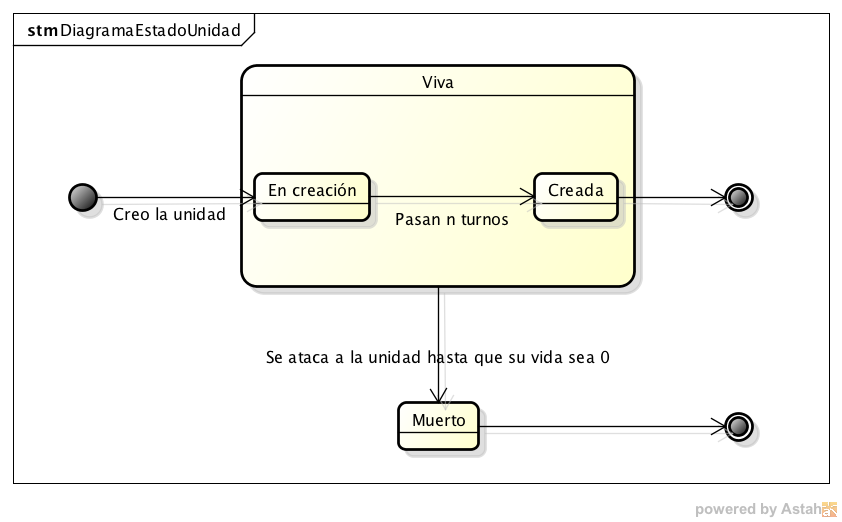 stm DiagramaEstadoUnidad
Viva
En creación
Creada
Creo la unidad
Pasan n turnos
Se ataca a la unidad hasta que su vida sea 0
Muerto
powered by Astah